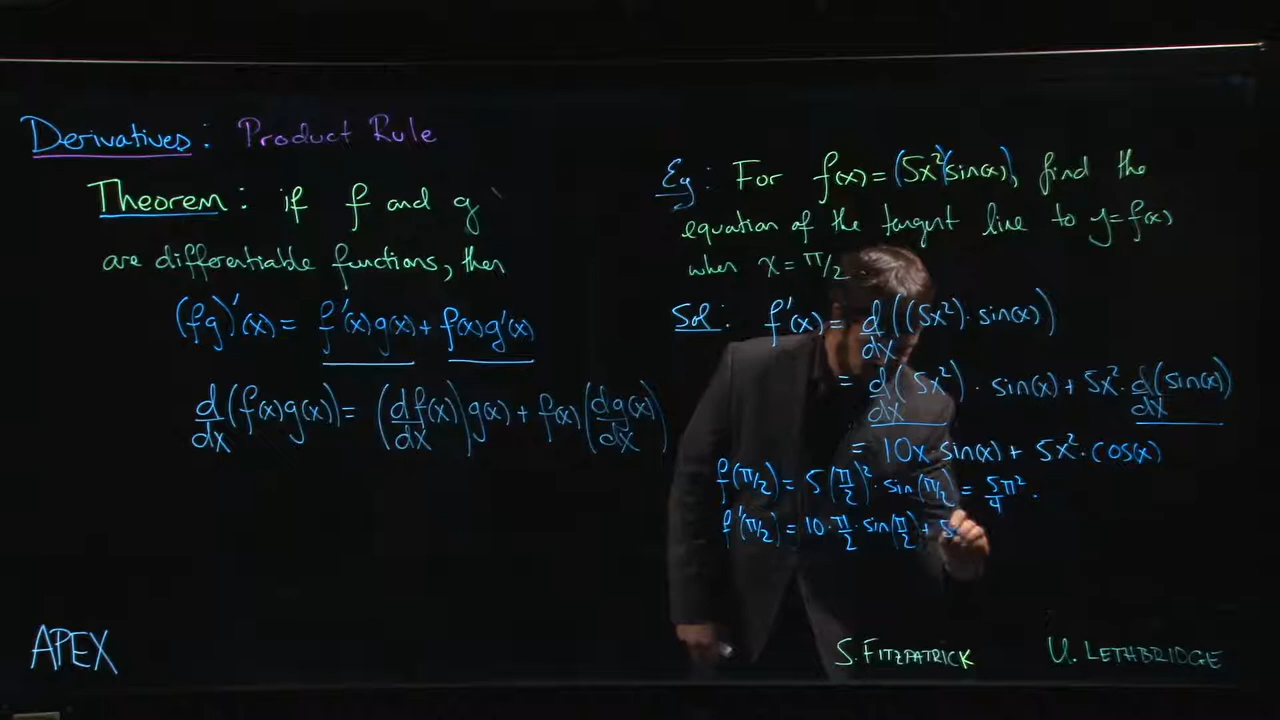 Derivatives: Product Rule
Theorem: if f and g
are differentiable functions, then
(fg)'(x) = f'(x)g(x) + f(x)g'(x)
d/dx (f(x)g(x)) = (df(x)/dx) g(x) + f(x) (dg(x)/dx)
Eg: For f(x) = (5x²)(sin(x)), find the
equation of the tangent line to y=f(x)
when x = π/2.
Sol: f'(x) = d/dx ((5x²)·sin(x))
= d/dx (5x²) · sin(x) + 5x² · d/dx (sin(x))
= 10x sin(x) + 5x²·cos(x)
f(π/2) = 5(π/2)²·sin(π/2) = 5/4 π².
f'(π/2) = 10·π/2·sin(π/2) + 5
APEX
S. FITZPATRICK
U. LETHBRIDGE